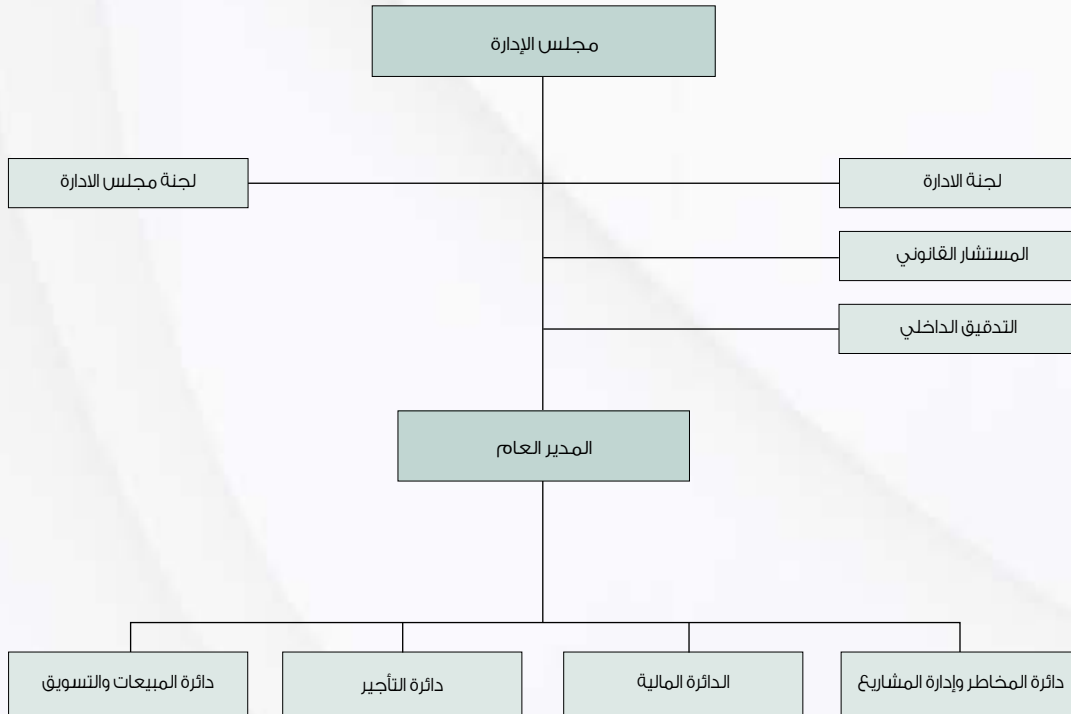 مجلس الإدارة
لجنة الادارة
لجنة مجلس الادارة
المستشار القانوني
التدقيق الداخلي
المدير العام
دائرة المخاطر وإدارة المشاريع
الدائرة المالية
دائرة التأجير
دائرة المبيعات والتسويق